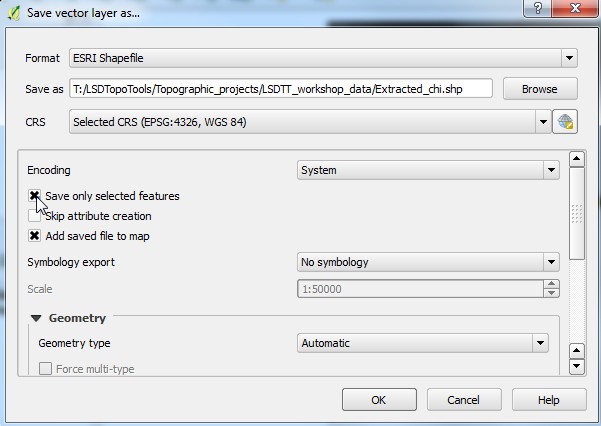 Save vector layer as...
Format ESRI Shapefile
Save as T:/LSDTopoTools/Topographic_projects/LSDTT_workshop_data/Extracted_chi.shp Browse
CRS Selected CRS (EPSG:4326, WGS 84)
Encoding System
Save only selected features
Skip attribute creation
Add saved file to map
Symbology export No symbology
Scale 1:50000
Geometry
Geometry type Automatic
Force multi-type
OK Cancel Help